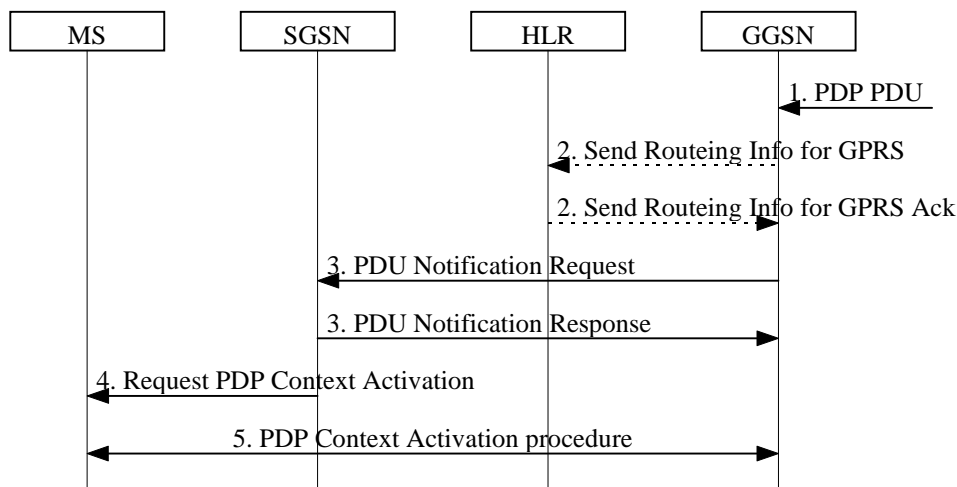 MS SGSN HLR GGSN
1. PDP PDU
2. Send Routeing Info for GPRS
2. Send Routeing Info for GPRS Ack
3. PDU Notification Request
3. PDU Notification Response
4. Request PDP Context Activation
5. PDP Context Activation procedure